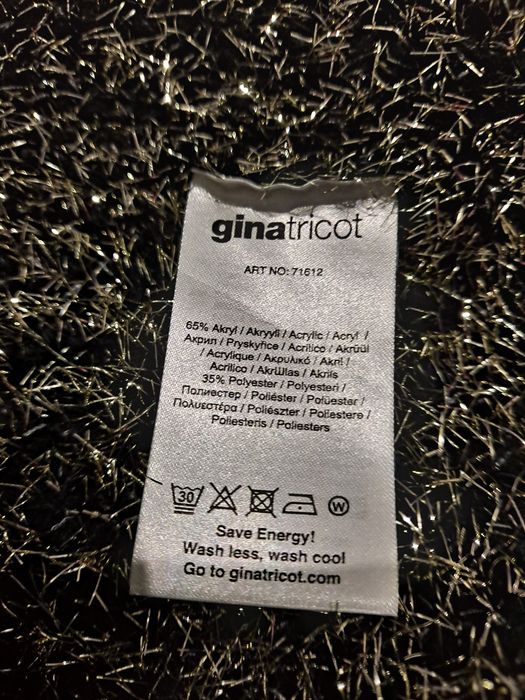 ginatricot
ART NO: 71612
65% Akryl / Akryyli / Acrylic / Acryl /
Акрил / Pryskyřice / Acrílico / Akrüül
/ Acrylique / Ακρυλικό / Akril /
Acrilico / Akrūlas / Akrils
35% Polyester / Polyesteri /
Полиестер / Poliéster / Polüester /
Πολυεστέρα / Poliészter / Poliestere /
Poliesteris / Poliesters
30
W
Save Energy!
Wash less, wash cool
Go to ginatricot.com